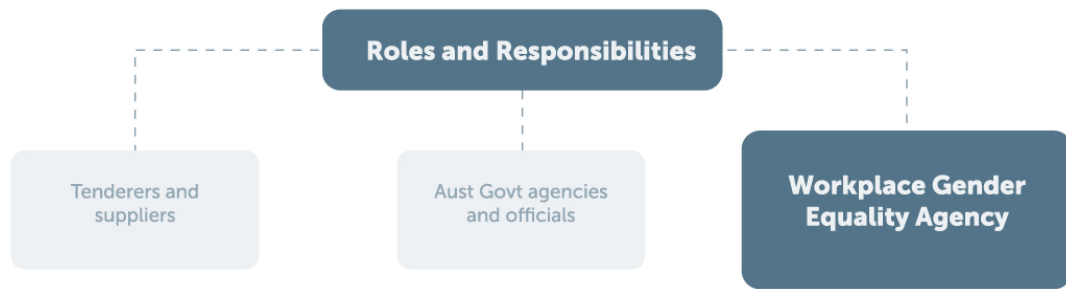 Roles and Responsibilities
Tenderers and
suppliers
Aust Govt agencies
and officials
Workplace Gender
Equality Agency